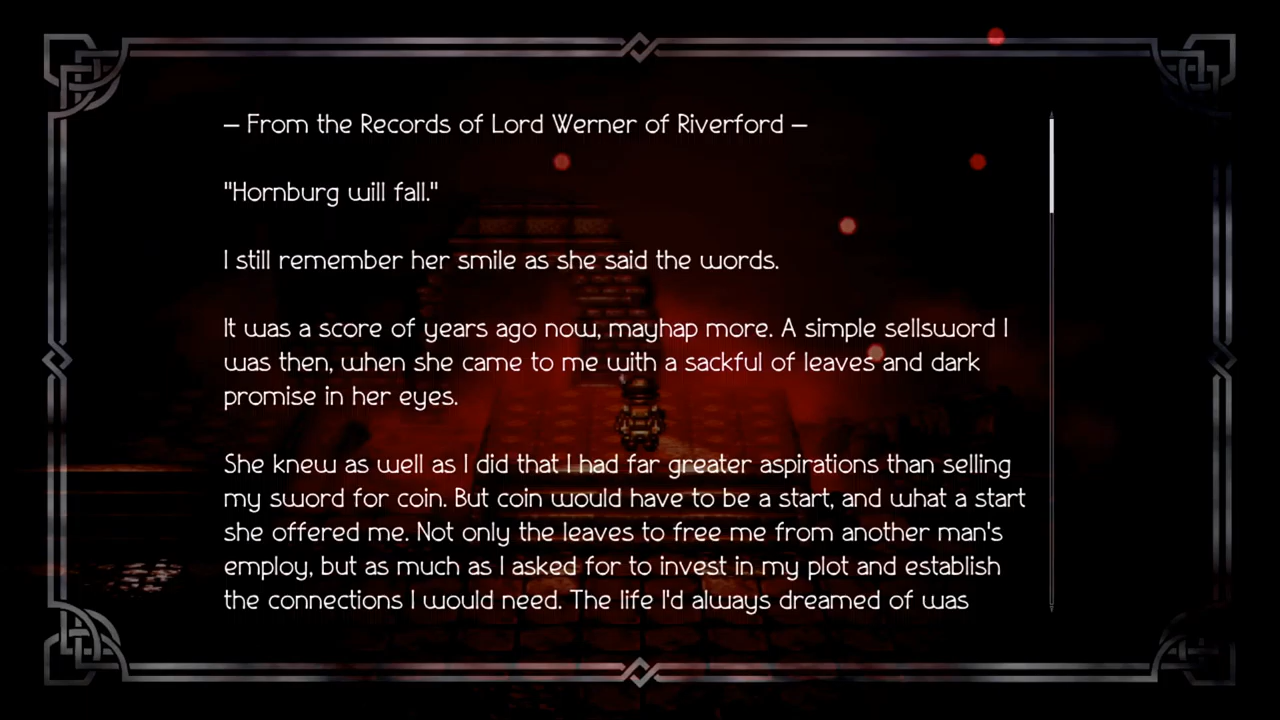 — From the Records of Lord Werner of Riverford —
"Hornburg will fall."
I still remember her smile as she said the words.
It was a score of years ago now, mayhap more. A simple sellsword I
was then, when she came to me with a sackful of leaves and dark
promise in her eyes.
She knew as well as I did that I had far greater aspirations than selling
my sword for coin. But coin would have to be a start, and what a start
she offered me. Not only the leaves to free me from another man's
employ, but as much as I asked for to invest in my plot and establish
the connections I would need. The life I'd always dreamed of was